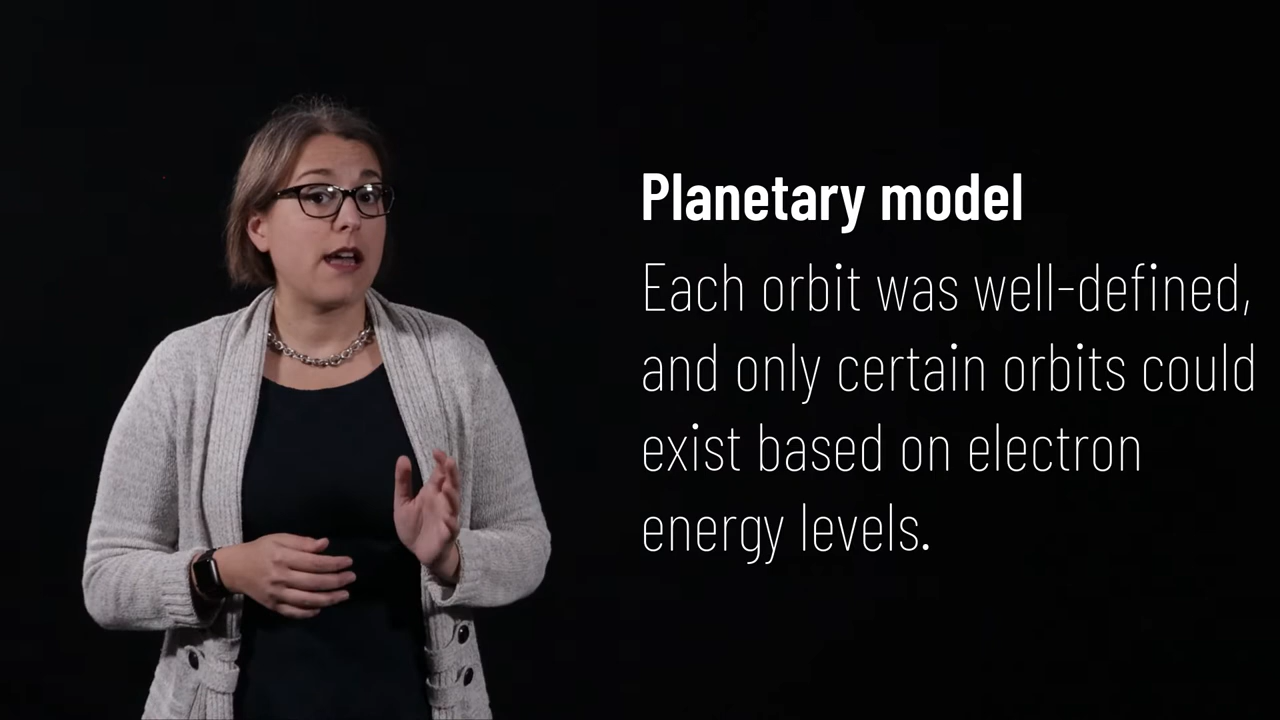 Planetary model
Each orbit was well-defined,
and only certain orbits could
exist based on electron
energy levels.